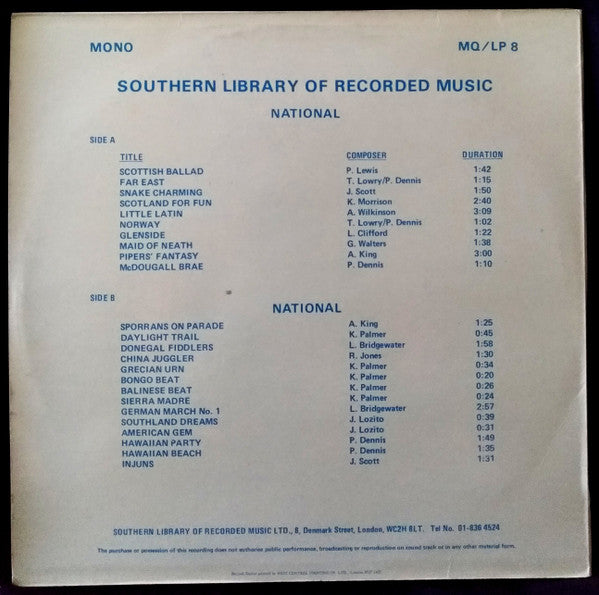 MONO MQ/LP 8
SOUTHERN LIBRARY OF RECORDED MUSIC
NATIONAL
SIDE A
TITLE COMPOSER DURATION
SCOTTISH BALLAD P. Lewis 1:42
FAR EAST T. Lowry/P. Dennis 1:15
SNAKE CHARMING J. Scott 1:50
SCOTLAND FOR FUN K. Morrison 2:40
LITTLE LATIN A. Wilkinson 3:09
NORWAY T. Lowry/P. Dennis 1:02
GLENSIDE L. Clifford 1:22
MAID OF NEATH G. Walters 1:38
PIPERS' FANTASY A. King 3:00
McDOUGALL BRAE P. Dennis 1:10
SIDE B
NATIONAL
SPORRANS ON PARADE A. King 1:25
DAYLIGHT TRAIL K. Palmer 0:45
DONEGAL FIDDLERS L. Bridgewater 1:58
CHINA JUGGLER R. Jones 1:30
GRECIAN URN K. Palmer 0:34
BONGO BEAT K. Palmer 0:20
BALINESE BEAT K. Palmer 0:26
SIERRA MADRE K. Palmer 0:24
GERMAN MARCH No. 1 L. Bridgewater 2:57
SOUTHLAND DREAMS J. Lozito 0:39
AMERICAN GEM J. Lozito 0:31
HAWAIIAN PARTY P. Dennis 1:49
HAWAIIAN BEACH P. Dennis 1:35
INJUNS J. Scott 1:31
SOUTHERN LIBRARY OF RECORDED MUSIC LTD., 8, Denmark Street, London, WC2H 8LT. Tel No. 01-836 4524
The purchase or possession of this recording does not authorise public performance, broadcasting or reproduction on sound track or in any other material form.